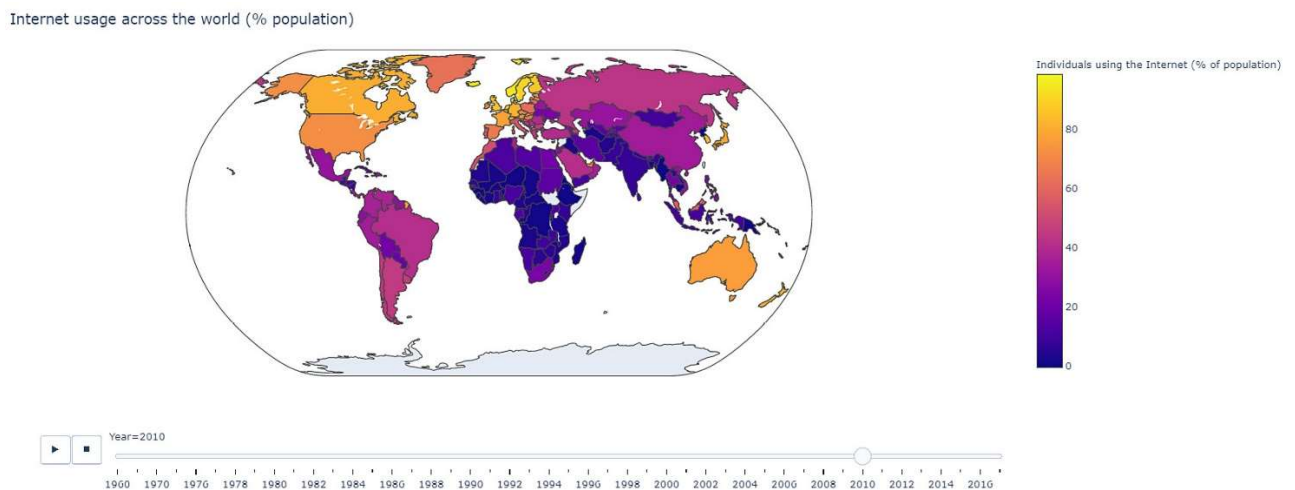 Internet usage across the world (% population)
Individuals using the Internet (% of population)
80
60
40
20
0
Year=2010
1960 1970 1976 1978 1980 1982 1984 1986 1988 1990 1992 1994 1996 1998 2000 2002 2004 2006 2008 2010 2012 2014 2016